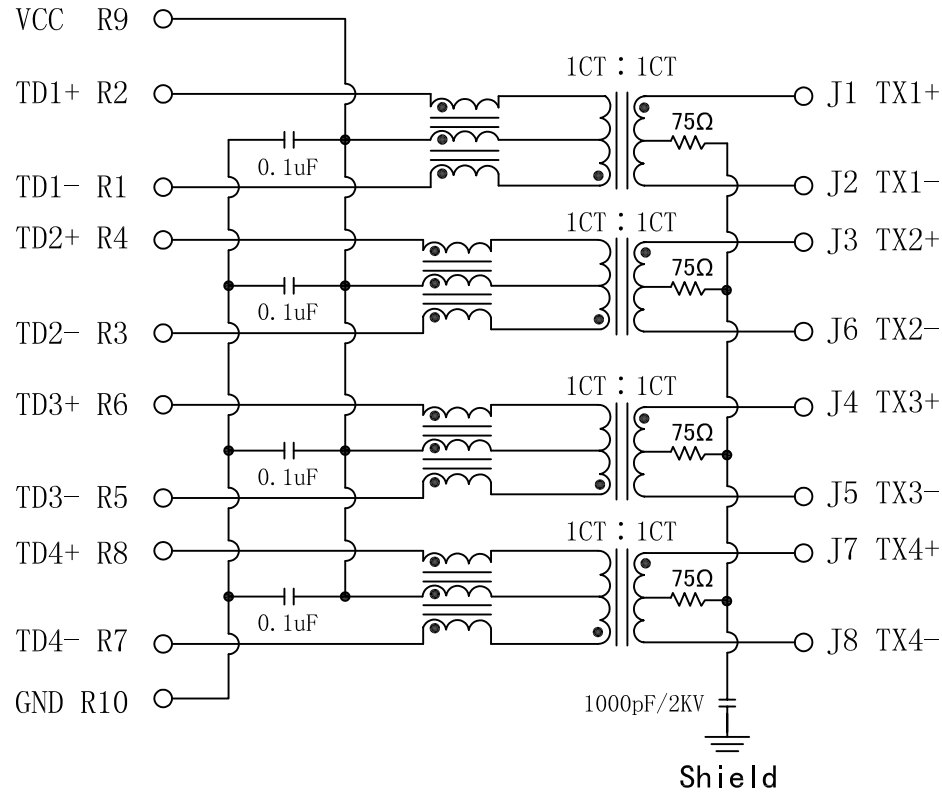 VCC R9
1CT : 1CT
TD1+ R2
J1 TX1+
75Ω
0.1uF
TD1- R1
J2 TX1-
1CT : 1CT
TD2+ R4
J3 TX2+
75Ω
0.1uF
TD2- R3
J6 TX2-
1CT : 1CT
TD3+ R6
J4 TX3+
75Ω
0.1uF
TD3- R5
J5 TX3-
1CT : 1CT
TD4+ R8
J7 TX4+
75Ω
0.1uF
TD4- R7
J8 TX4-
GND R10
1000pF/2KV
Shield